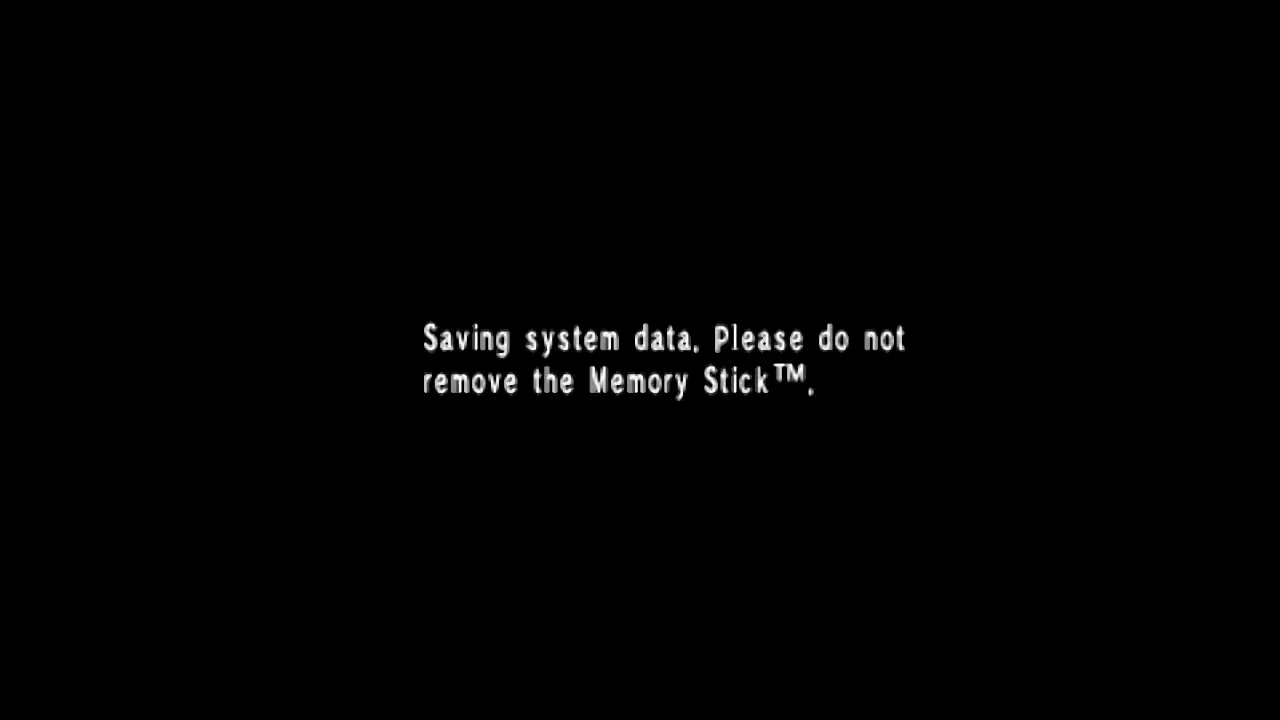 Saving system data. Please do not
remove the Memory Stick™.